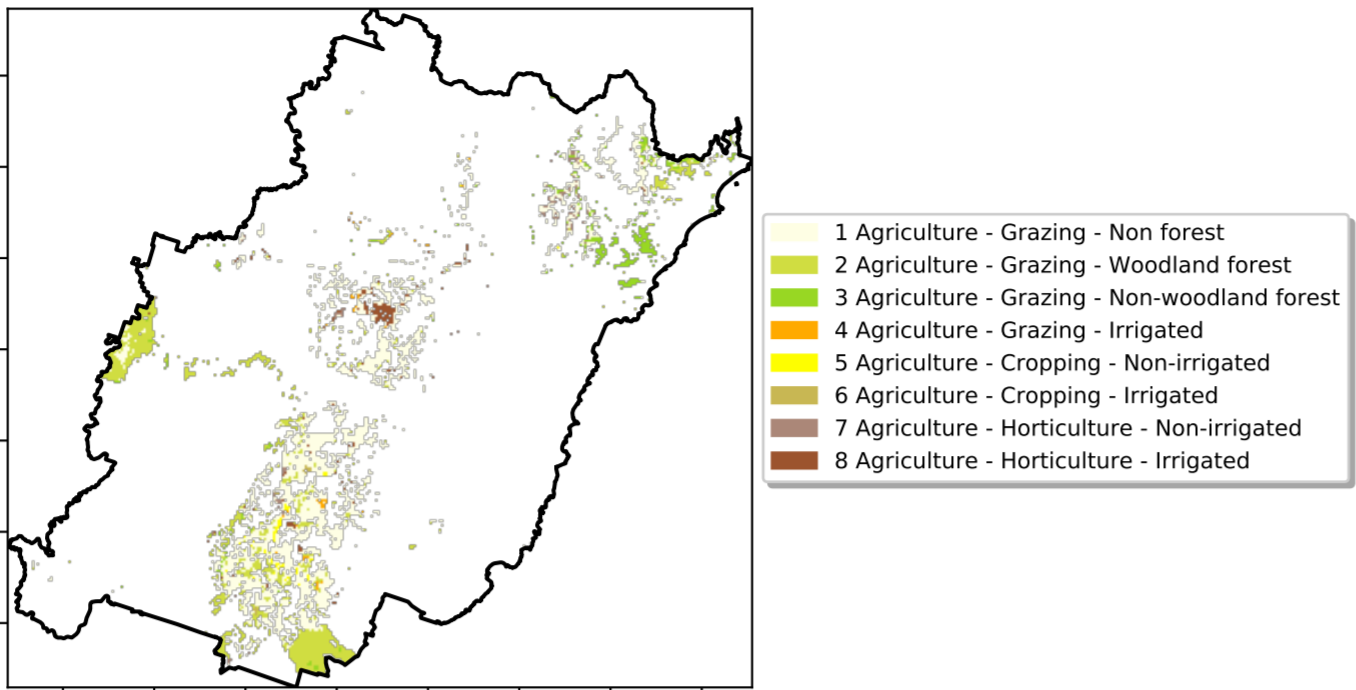 1 Agriculture - Grazing - Non forest
2 Agriculture - Grazing - Woodland forest
3 Agriculture - Grazing - Non-woodland forest
4 Agriculture - Grazing - Irrigated
5 Agriculture - Cropping - Non-irrigated
6 Agriculture - Cropping - Irrigated
7 Agriculture - Horticulture - Non-irrigated
8 Agriculture - Horticulture - Irrigated